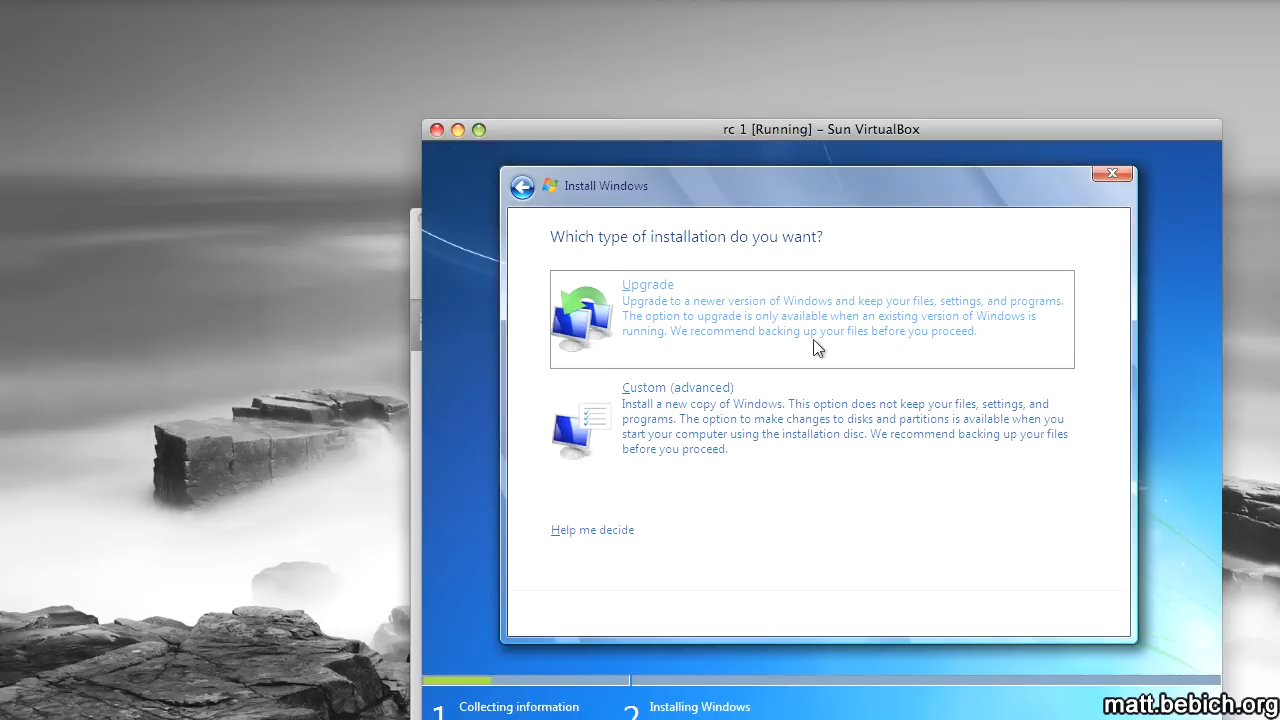 rc 1 [Running] – Sun VirtualBox
Install Windows
Which type of installation do you want?
Upgrade
Upgrade to a newer version of Windows and keep your files, settings, and programs.
The option to upgrade is only available when an existing version of Windows is
running. We recommend backing up your files before you proceed.
Custom (advanced)
Install a new copy of Windows. This option does not keep your files, settings, and
programs. The option to make changes to disks and partitions is available when you
start your computer using the installation disc. We recommend backing up your files
before you proceed.
Help me decide
1 Collecting information
2 Installing Windows
matt.bebich.org